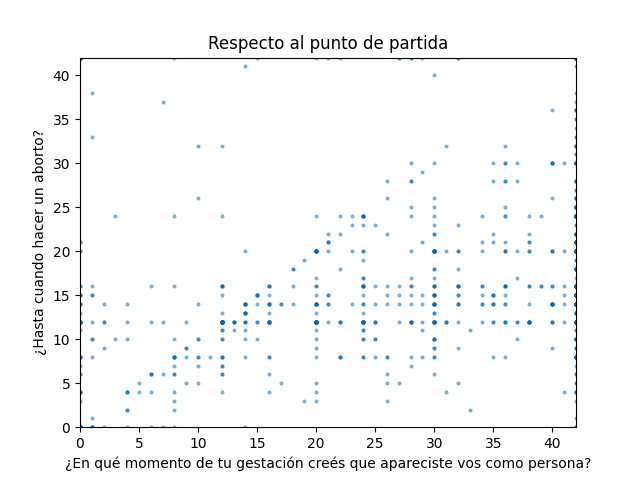 Respecto al punto de partida
40
35
30
25
20
15
10
5
0
¿Hasta cuando hacer un aborto?
0 5 10 15 20 25 30 35 40
¿En qué momento de tu gestación creés que apareciste vos como persona?